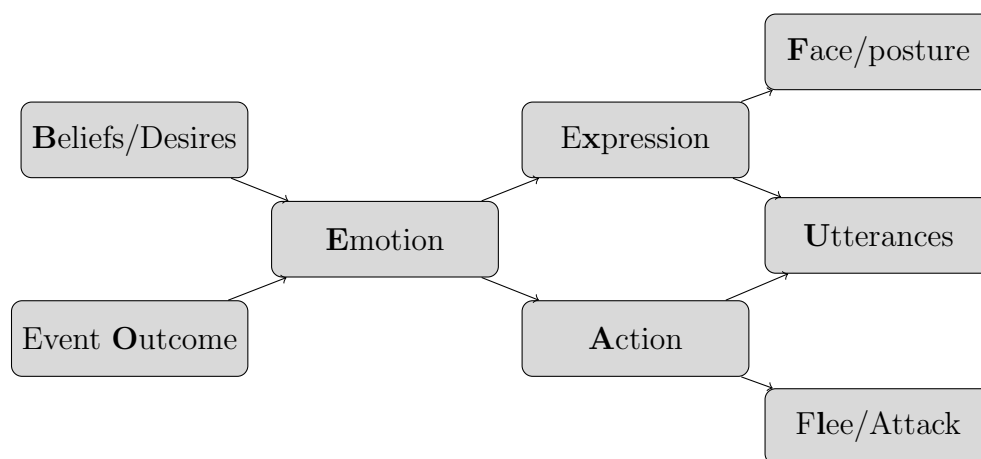 Face/posture
Beliefs/Desires
Expression
Emotion
Utterances
Event Outcome
Action
Flee/Attack